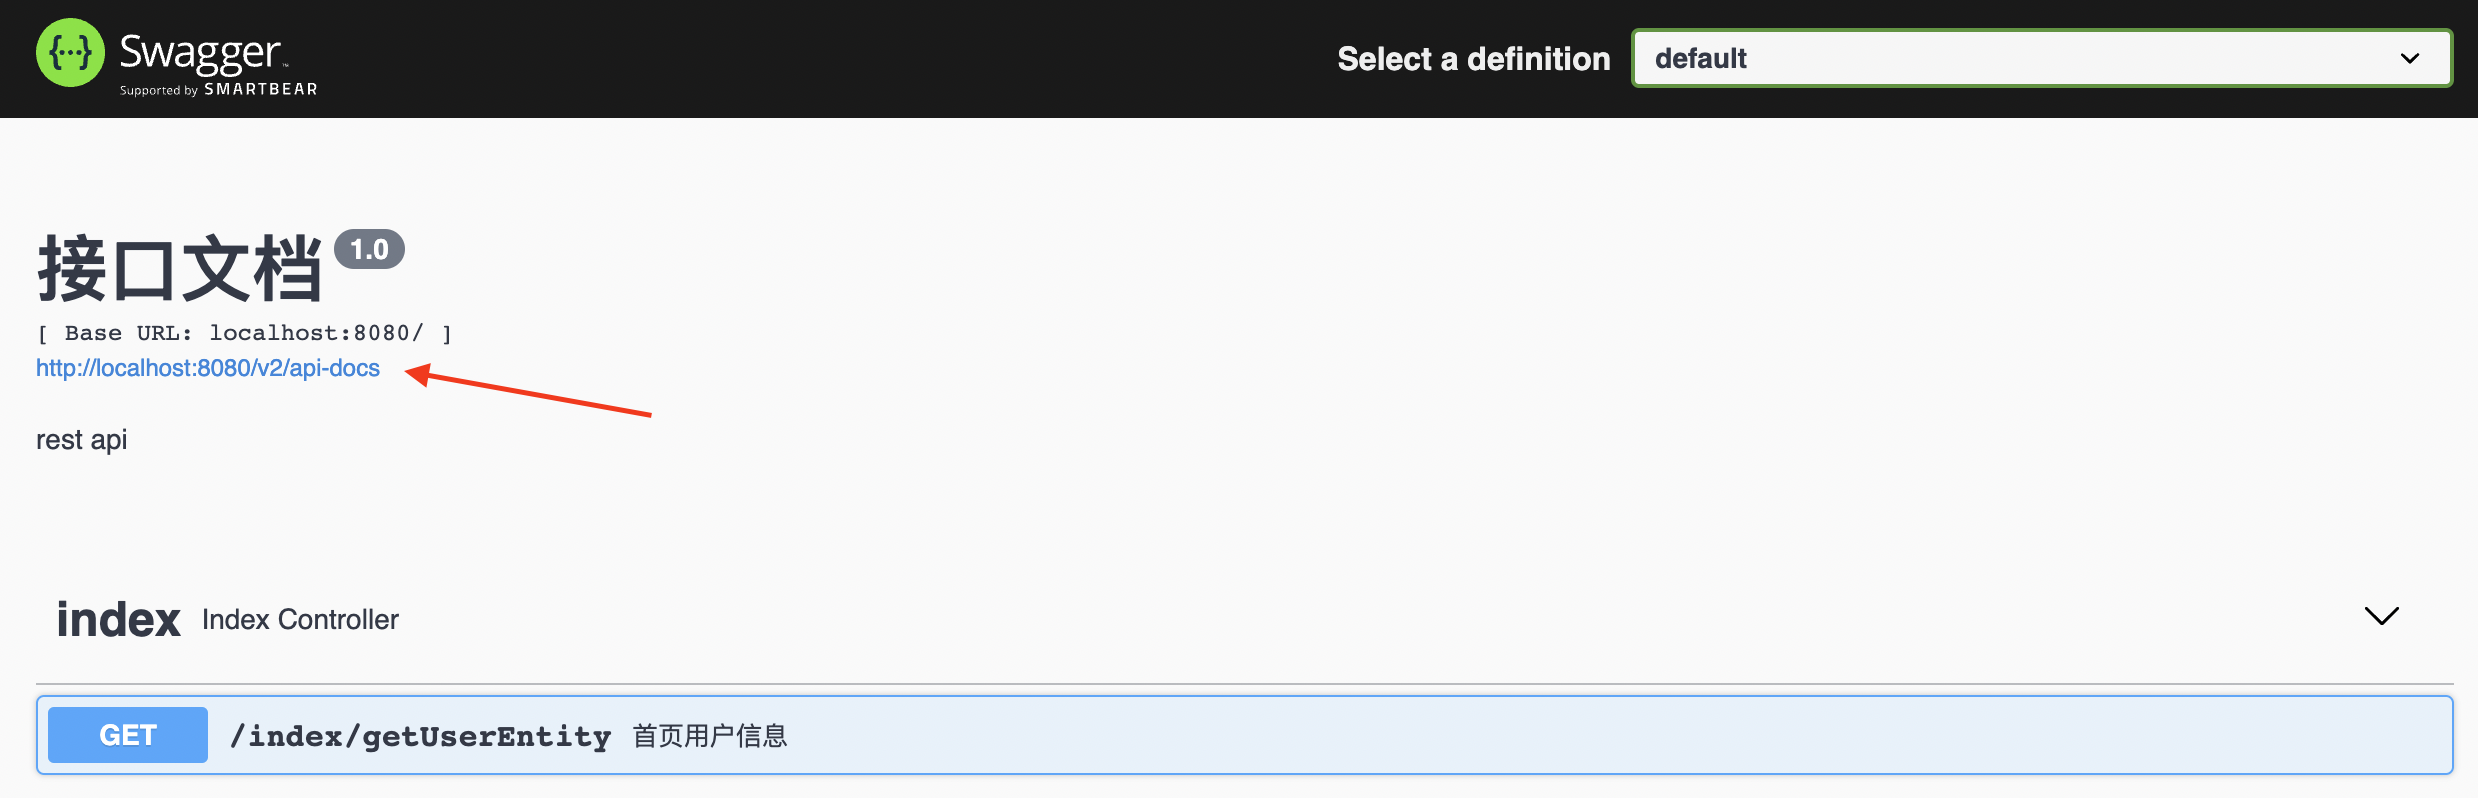 Swagger™
Supported by SMARTBEAR
Select a definition
default
接口文档 1.0
[ Base URL: localhost:8080/ ]
http://localhost:8080/v2/api-docs
rest api
index Index Controller
GET /index/getUserEntity 首页用户信息